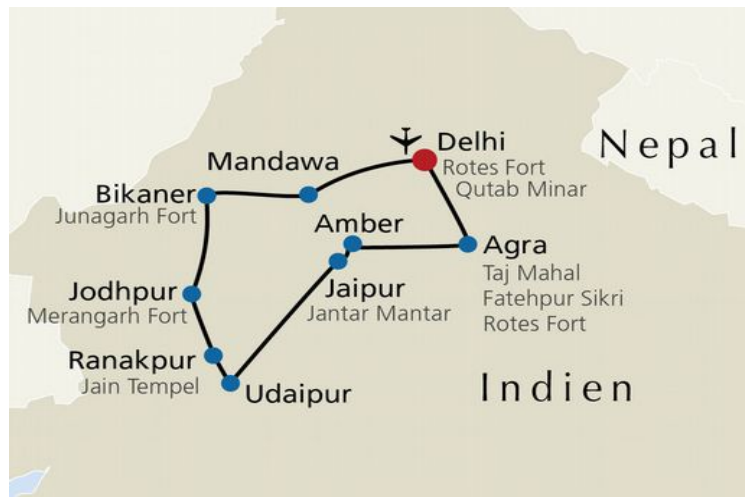 Delhi
Rotes Fort
Qutab Minar
Nepal
Mandawa
Bikaner
Junagarh Fort
Amber
Agra
Taj Mahal
Fatehpur Sikri
Rotes Fort
Jaipur
Jantar Mantar
Jodhpur
Merangarh Fort
Ranakpur
Jain Tempel
Udaipur
Indien